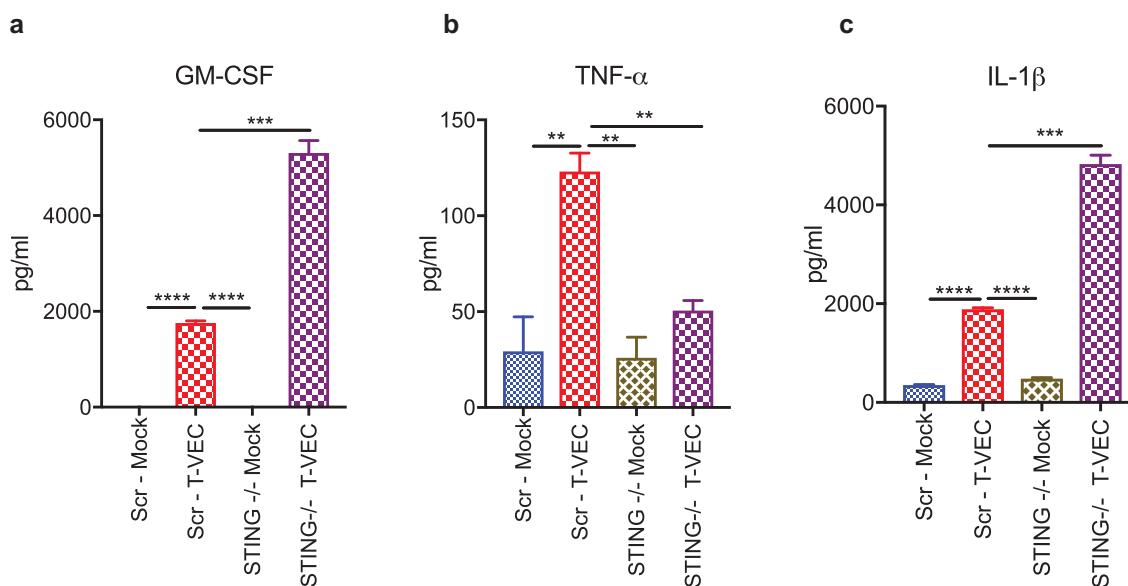 a
GM-CSF
6000
4000
2000
0
pg/ml
***
**** ****
Scr - Mock
Scr - T-VEC
STING -/- Mock
STING-/- T-VEC
b
TNF-α
150
100
50
0
pg/ml
**
** **
Scr - Mock
Scr - T-VEC
STING -/- Mock
STING-/- T-VEC
c
IL-1β
6000
4000
2000
0
pg/ml
***
**** ****
Scr - Mock
Scr - T-VEC
STING -/- Mock
STING-/- T-VEC